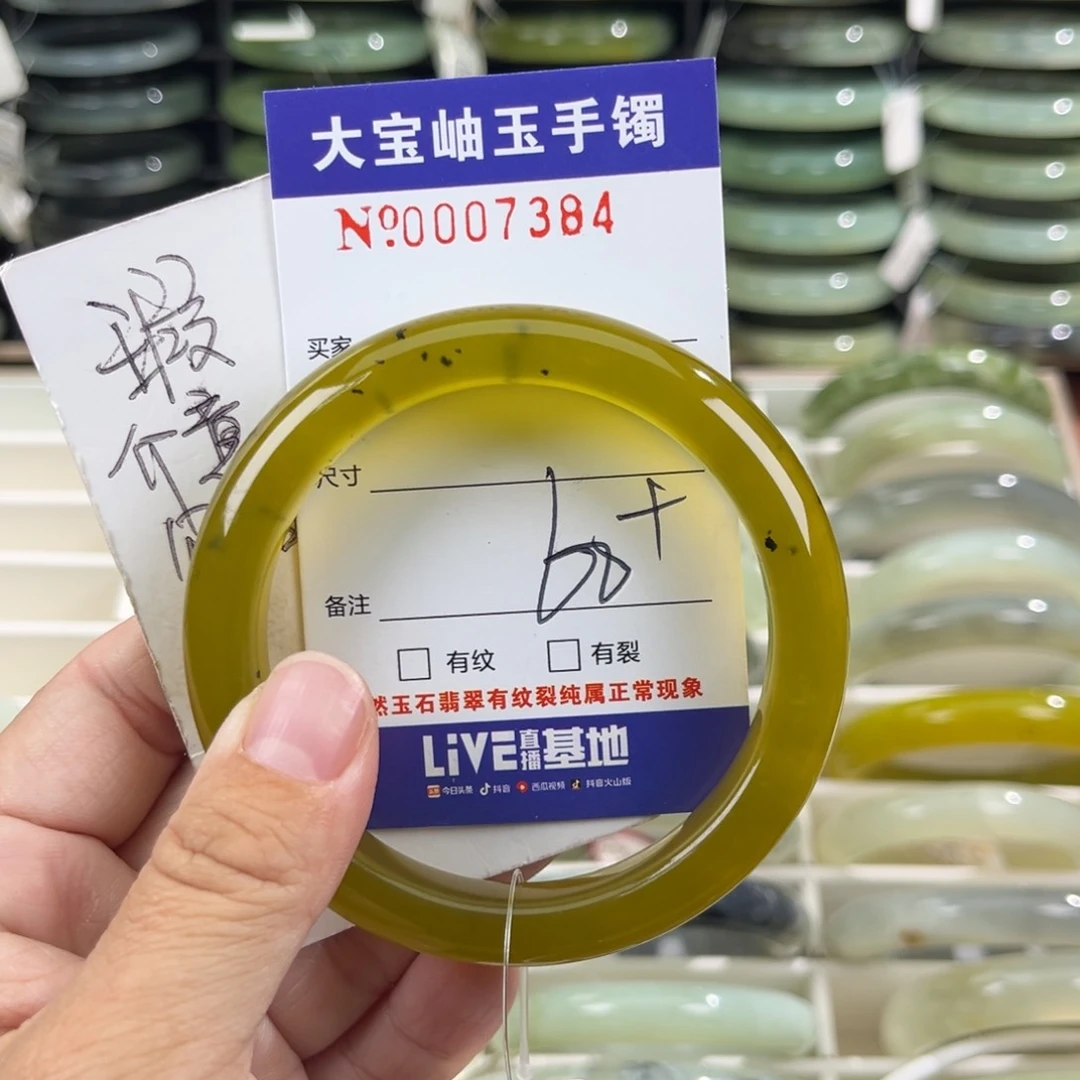 大宝岫玉手镯
No.0007384
买家
尺寸
60+
备注
□ 有纹 □ 有裂
然玉石翡翠有纹裂纯属正常现象
LiVE直播基地
今日头条 抖音 西瓜视频 抖音火山版